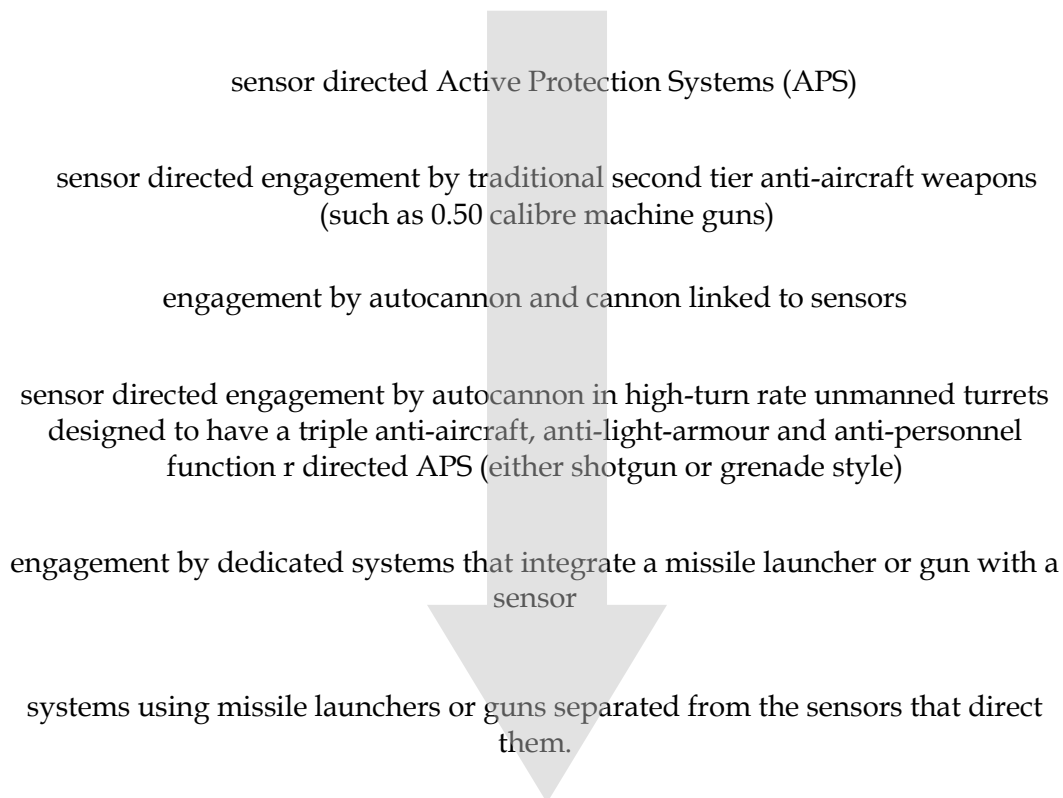 sensor directed Active Protection Systems (APS)
sensor directed engagement by traditional second tier anti-aircraft weapons
(such as 0.50 calibre machine guns)
engagement by autocannon and cannon linked to sensors
sensor directed engagement by autocannon in high-turn rate unmanned turrets
designed to have a triple anti-aircraft, anti-light-armour and anti-personnel
function r directed APS (either shotgun or grenade style)
engagement by dedicated systems that integrate a missile launcher or gun with a
sensor
systems using missile launchers or guns separated from the sensors that direct
them.